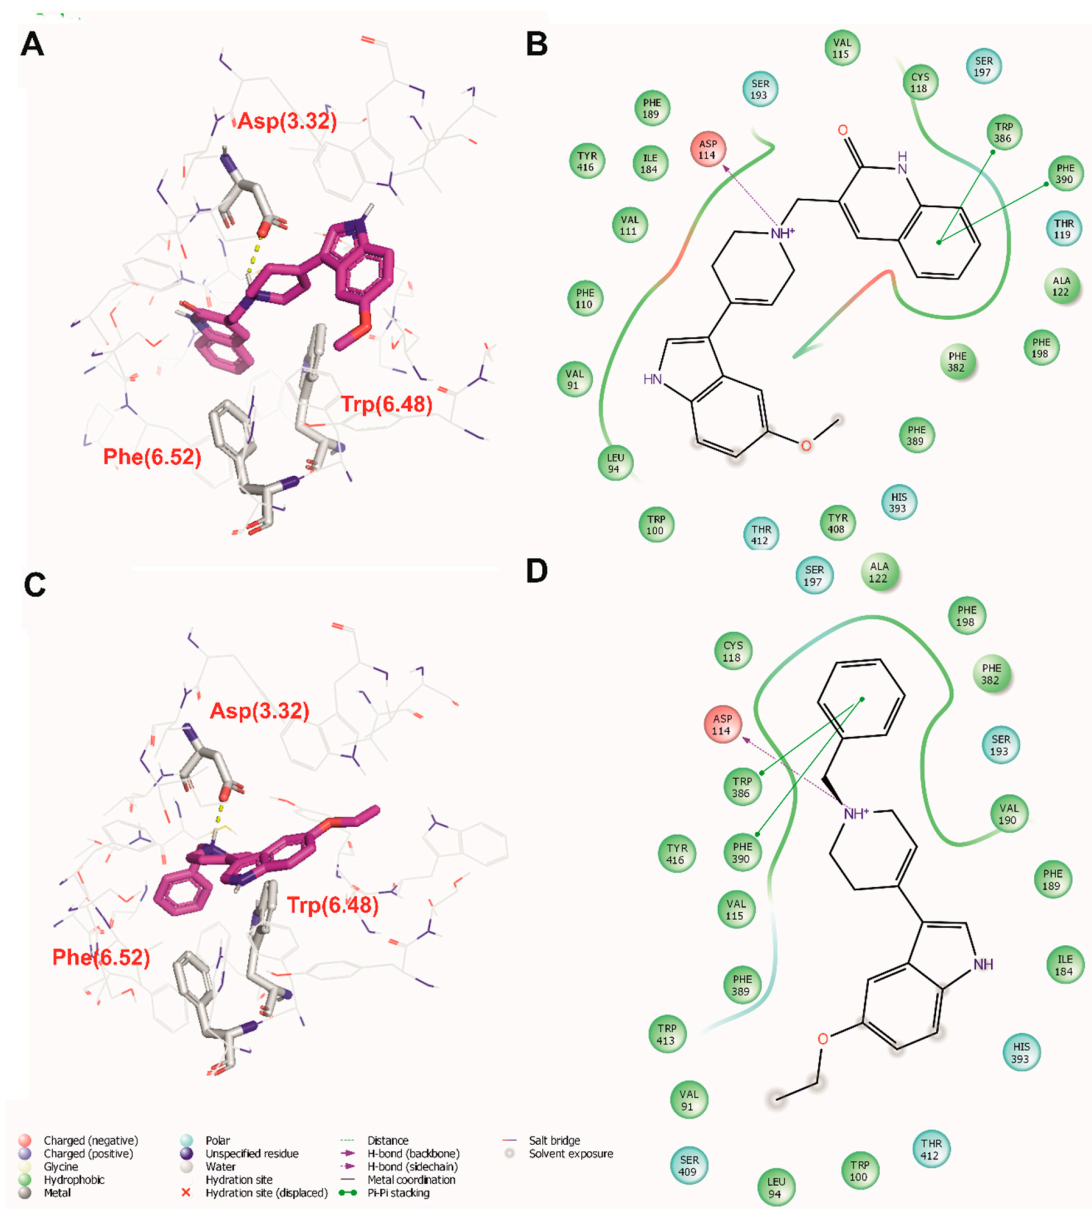 A
Asp(3.32)
Trp(6.48)
Phe(6.52)
B
VAL
115
SER
197
CYS
118
SER
193
PHE
189
TRP
386
ASP
114
O
H
N
TYR
416
ILE
184
PHE
390
VAL
111
NH+
THR
119
ALA
122
PHE
110
PHE
198
PHE
382
VAL
91
HN
O
PHE
389
LEU
94
HIS
393
TRP
100
THR
412
TYR
408
C
Asp(3.32)
Trp(6.48)
Phe(6.52)
D
SER
197
ALA
122
PHE
198
CYS
118
PHE
382
ASP
114
SER
193
TRP
386
VAL
190
NH+
TYR
416
PHE
390
PHE
189
VAL
115
ILE
184
NH
PHE
389
TRP
413
O
HIS
393
VAL
91
THR
412
SER
409
LEU
94
TRP
100
Charged (negative)
Charged (positive)
Glycine
Hydrophobic
Metal
Polar
Unspecified residue
Water
Hydration site
Hydration site (displaced)
Distance
H-bond (backbone)
H-bond (sidechain)
Metal coordination
Pi-Pi stacking
Salt bridge
Solvent exposure